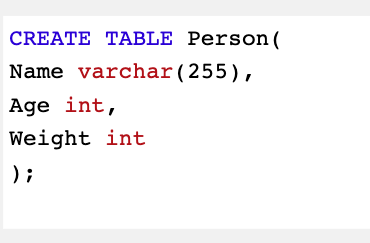 CREATE TABLE Person(
Name varchar(255),
Age int,
Weight int
);